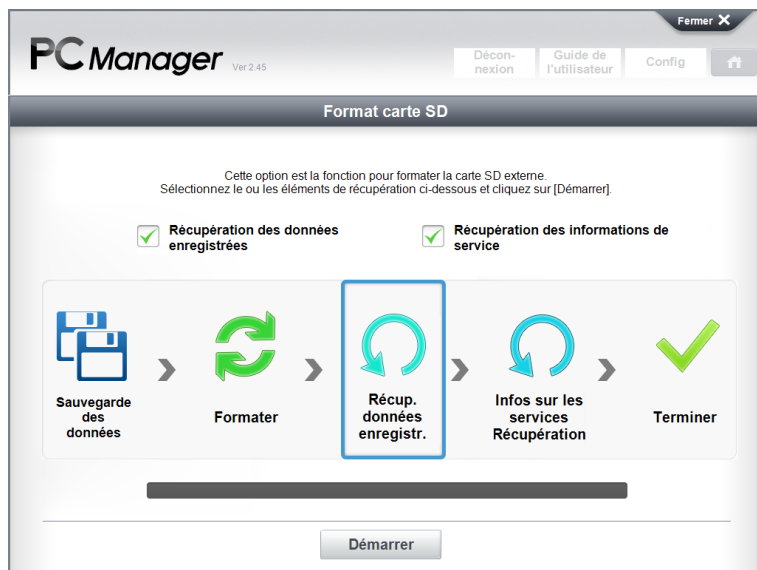 Fermer X
PC Manager Ver 2.45
Décon-
nexion
Guide de
l'utilisateur
Config
Format carte SD
Cette option est la fonction pour formater la carte SD externe.
Sélectionnez le ou les éléments de récupération ci-dessous et cliquez sur [Démarrer].
Récupération des données
enregistrées
Récupération des informations de
service
Sauvegarde
des
données
Formater
Récup.
données
enregistr.
Infos sur les
services
Récupération
Terminer
Démarrer